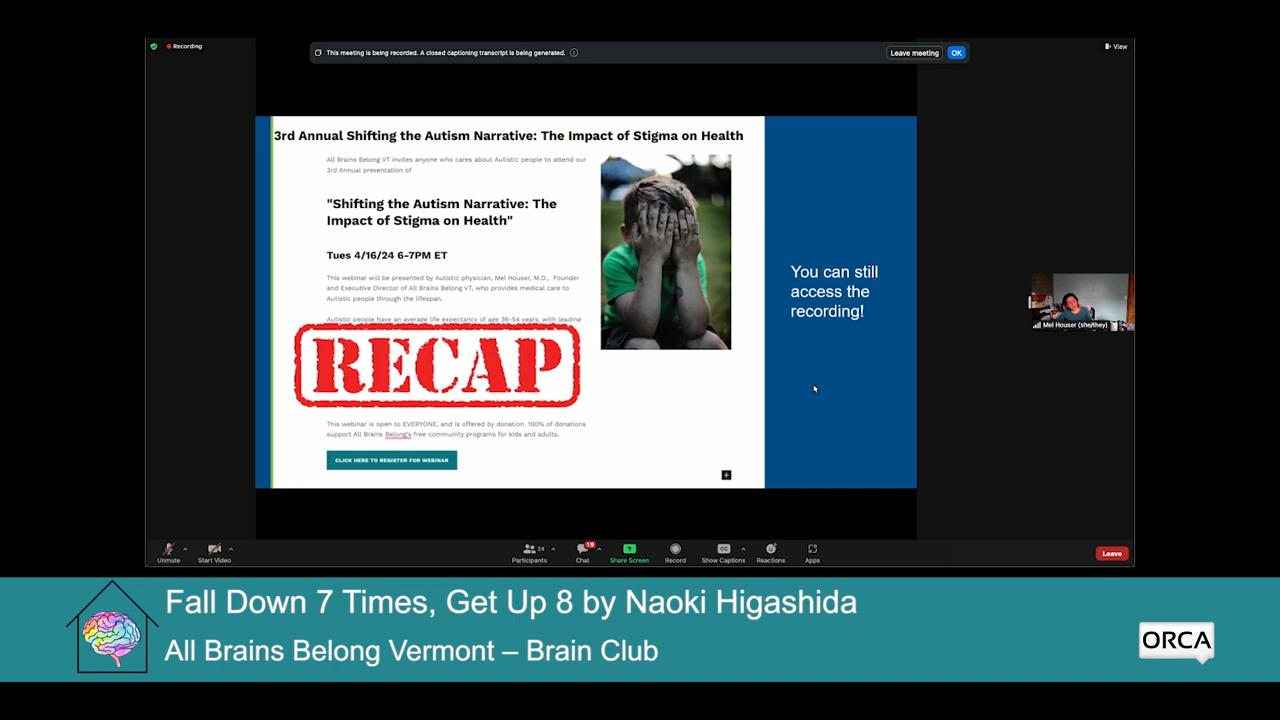 Recording
This meeting is being recorded. A closed captioning transcript is being generated.
Leave meeting
OK
View
3rd Annual Shifting the Autism Narrative: The Impact of Stigma on Health
All Brains Belong VT invites anyone who cares about Autistic people to attend our
3rd Annual presentation of
"Shifting the Autism Narrative: The
Impact of Stigma on Health"
Tues 4/16/24 6-7PM ET
This webinar will be presented by Autistic physician, Mel Houser, M.D., Founder
and Executive Director of All Brains Belong VT, who provides medical care to
Autistic people through the lifespan.
Autistic people have an average life expectancy of age 36-54 years, with leading
RECAP
This webinar is open to EVERYONE, and is offered by donation. 100% of donations
support All Brains Belong's free community programs for kids and adults.
CLICK HERE TO REGISTER FOR WEBINAR
You can still
access the
recording!
Mel Houser (she/they)
Unmute
Start Video
24
Participants
19
Chat
Share Screen
Record
CC
Show Captions
Reactions
Apps
Leave
Fall Down 7 Times, Get Up 8 by Naoki Higashida
All Brains Belong Vermont – Brain Club
ORCA